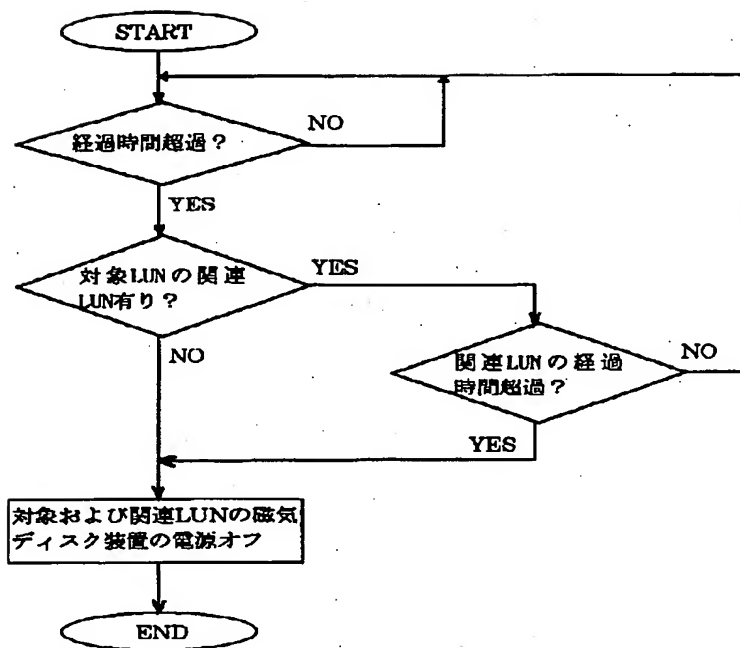 START
経過時間超過？
NO
YES
対象LUNの関連
LUN有り？
YES
NO
関連LUNの経過
時間超過？
NO
YES
対象および関連LUNの磁気
ディスク装置の電源オフ
END